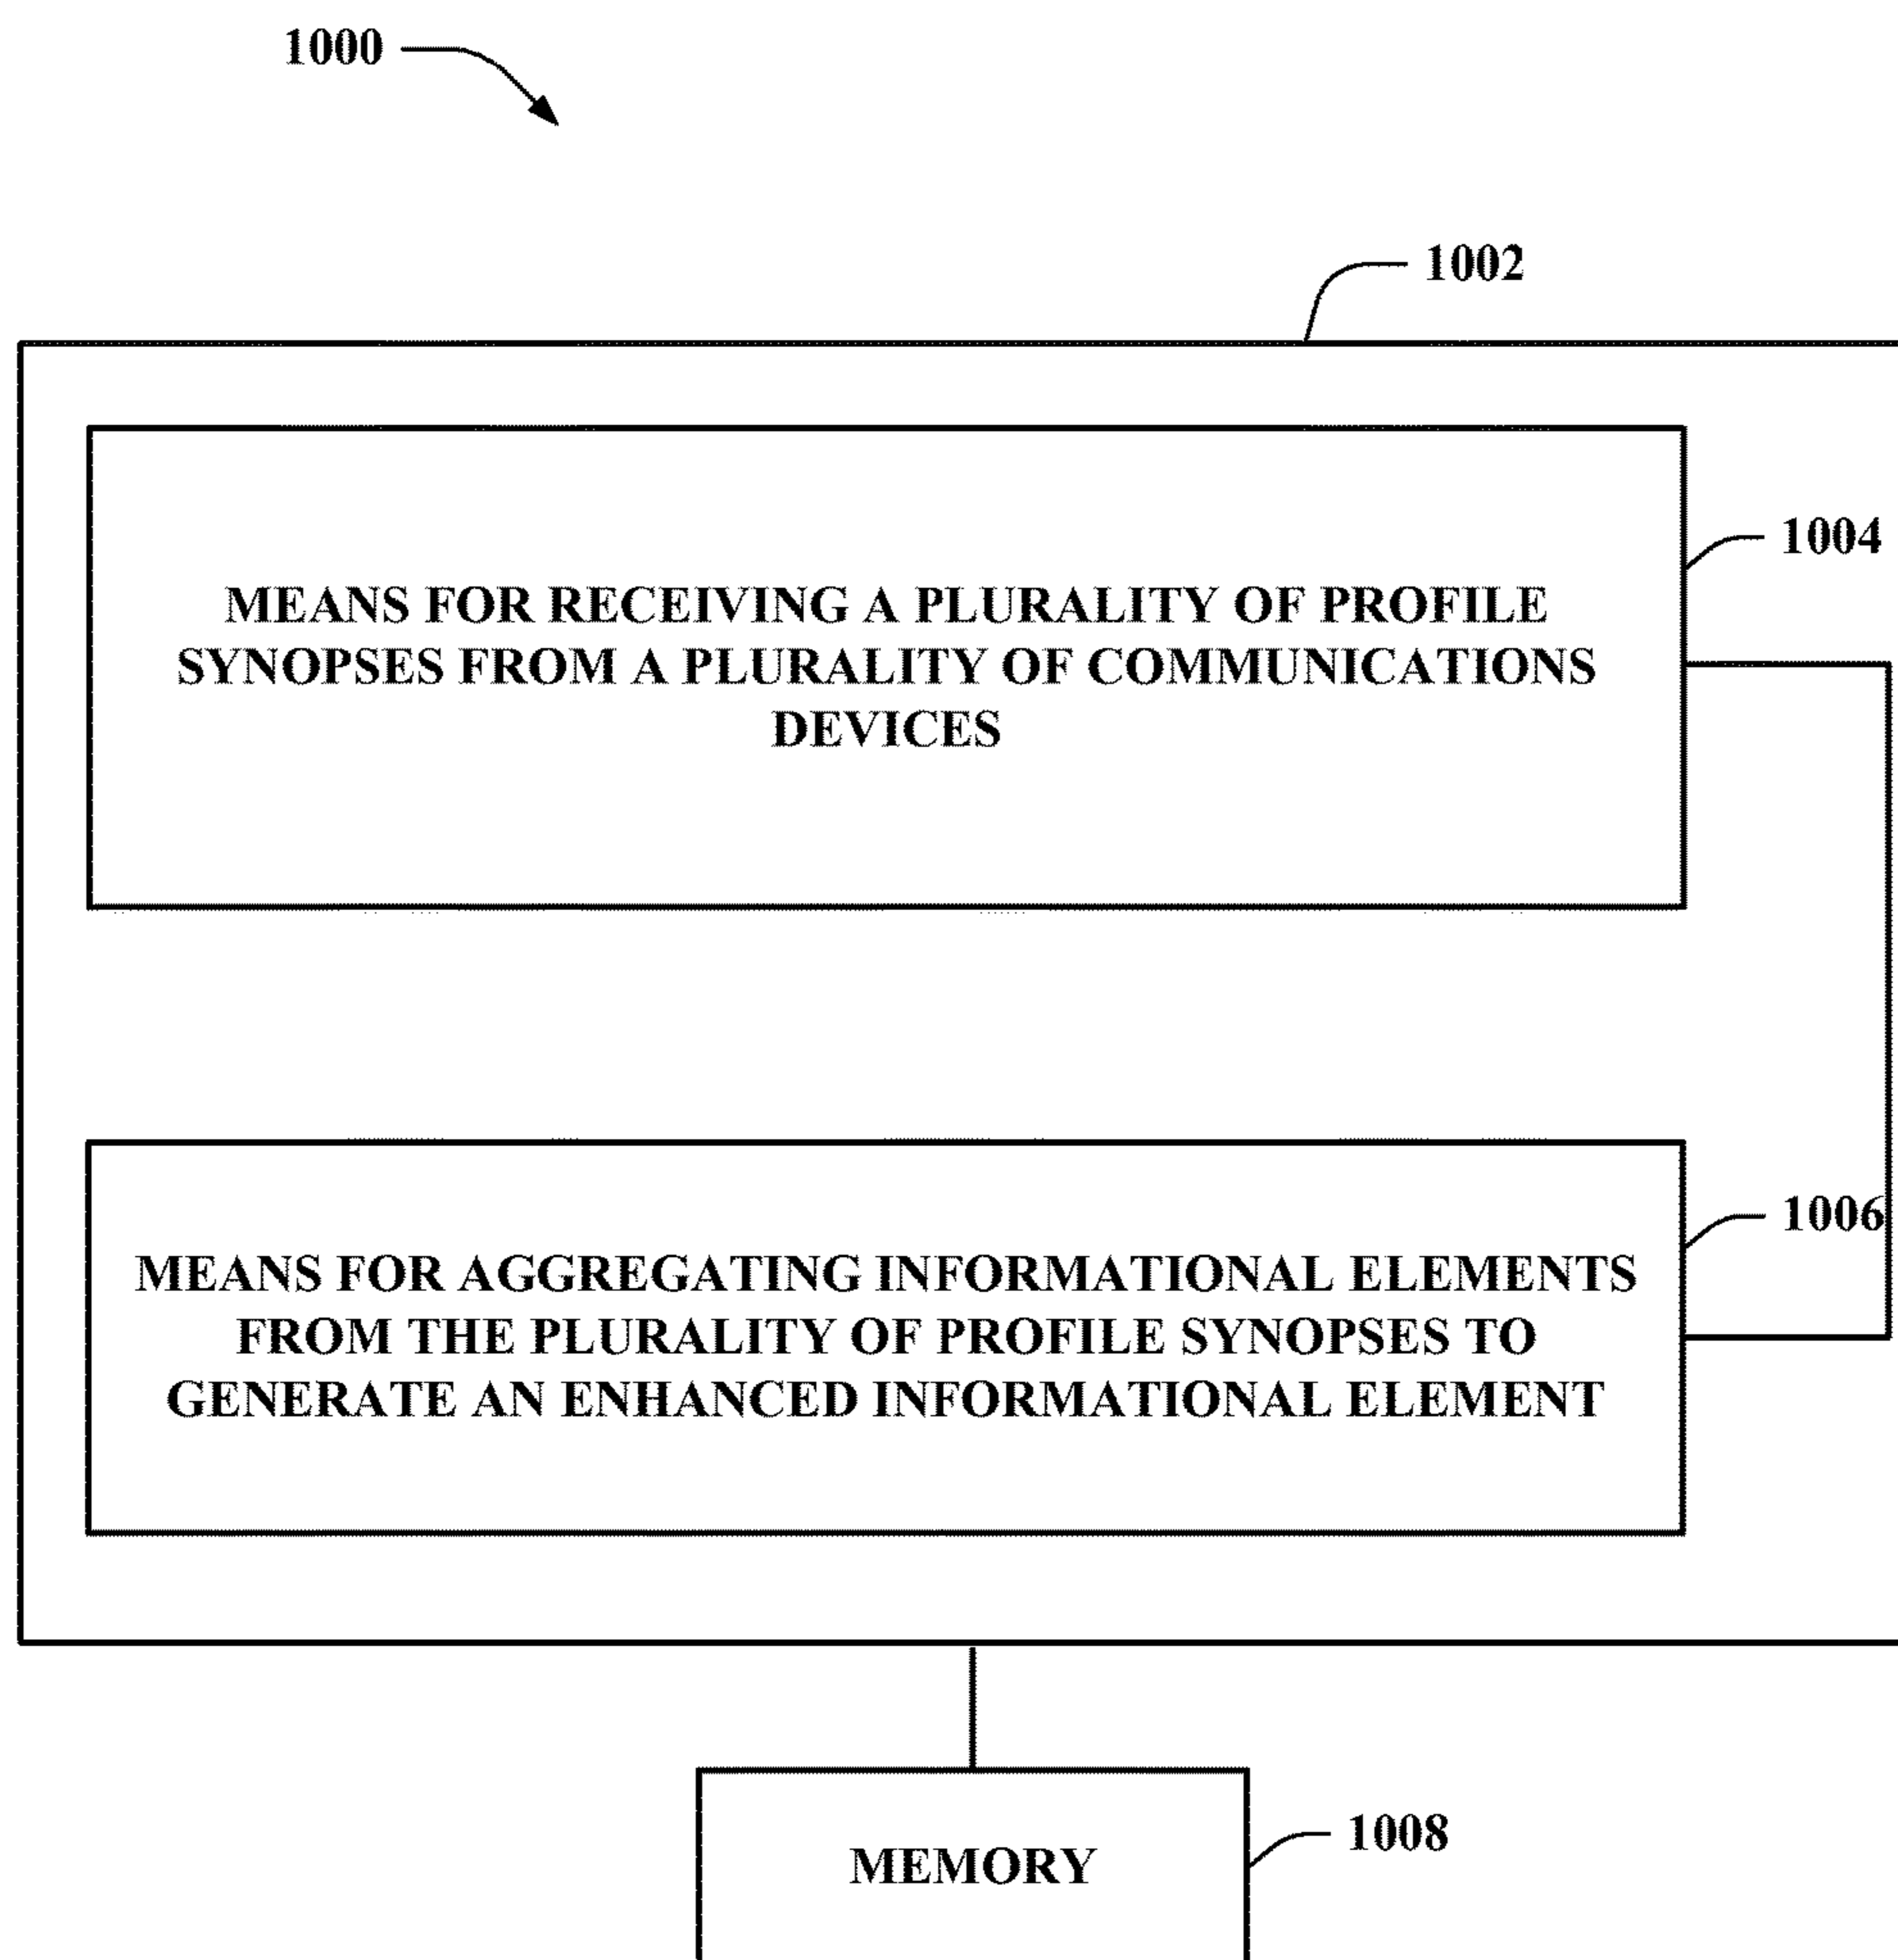 1000
1002
1004
MEANS FOR RECEIVING A PLURALITY OF PROFILE
SYNOPSES FROM A PLURALITY OF COMMUNICATIONS
DEVICES
1006
MEANS FOR AGGREGATING INFORMATIONAL ELEMENTS
FROM THE PLURALITY OF PROFILE SYNOPSES TO
GENERATE AN ENHANCED INFORMATIONAL ELEMENT
1008
MEMORY